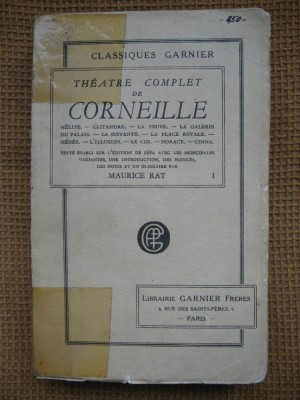 -850-
CLASSIQUES GARNIER
THÉATRE COMPLET
DE
CORNEILLE
MÉLITE. — CLITANDRE. — LA VEUVE. — LA GALERIE
DU PALAIS. — LA SUIVANTE. — LA PLACE ROYALE. —
MÉDÉE. — L'ILLUSION. — LE CID. — HORACE. — CINNA.
TEXTE ÉTABLI SUR L'ÉDITION DE 1682 AVEC LES PRINCIPALES
VARIANTES, UNE INTRODUCTION, DES NOTICES,
DES NOTES ET UN GLOSSAIRE PAR
MAURICE RAT I
LIBRAIRIE GARNIER FRERES
6, RUE DES SAINTS-PÈRES, 6
— PARIS —